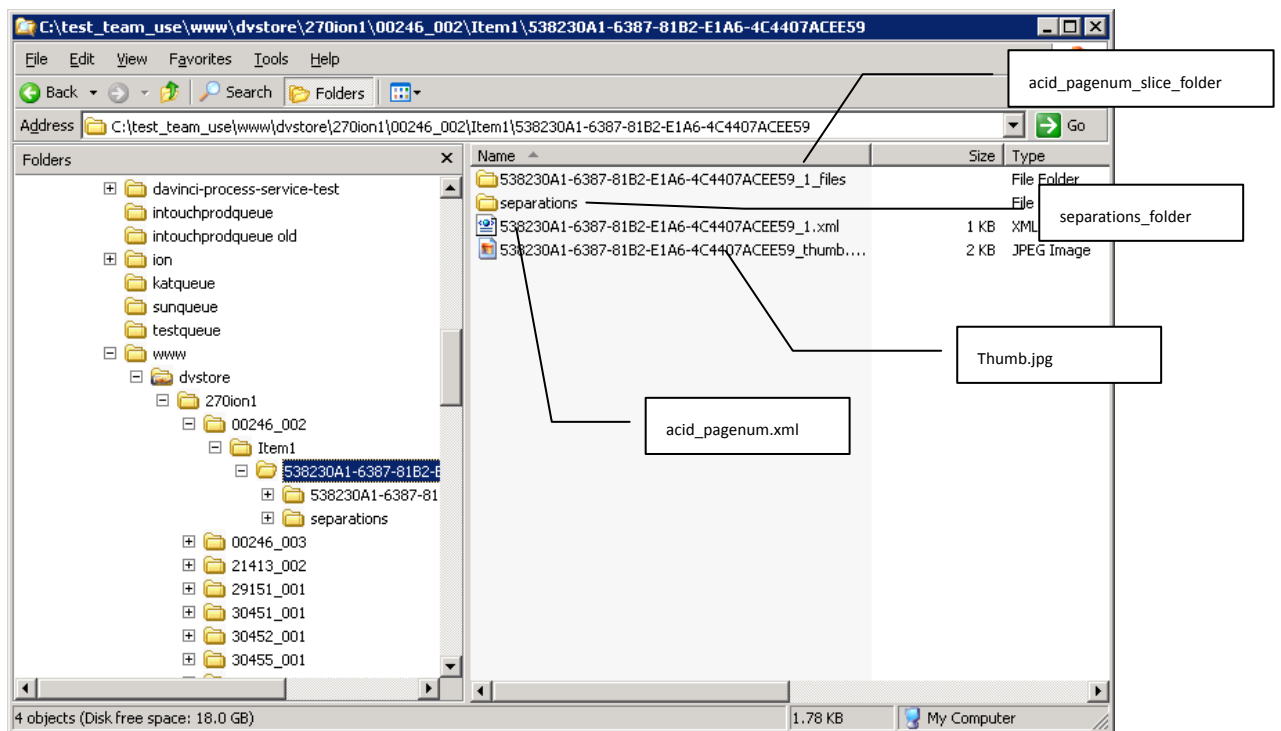 C:\test_team_use\www\dvstore\270ion1\00246_002\Item1\538230A1-6387-81B2-E1A6-4C4407ACEE59
File Edit View Favorites Tools Help
acid_pagenum_slice_folder
Back Search Folders
Address C:\test_team_use\www\dvstore\270ion1\00246_002\Item1\538230A1-6387-81B2-E1A6-4C4407ACEE59 Go
Folders x
Name Size Type
davinci-process-service-test
intouchprodqueue
intouchprodqueue old
ion
katqueue
sunqueue
testqueue
www
dvstore
270ion1
00246_002
Item1
538230A1-6387-81B2-E
538230A1-6387-81
separations
00246_003
21413_002
29151_001
30451_001
30452_001
30455_001
538230A1-6387-81B2-E1A6-4C4407ACEE59_1_files File Folder
separations File
538230A1-6387-81B2-E1A6-4C4407ACEE59_1.xml 1 KB XML
538230A1-6387-81B2-E1A6-4C4407ACEE59_thumb.... 2 KB JPEG Image
separations_folder
Thumb.jpg
acid_pagenum.xml
4 objects (Disk free space: 18.0 GB) 1.78 KB My Computer